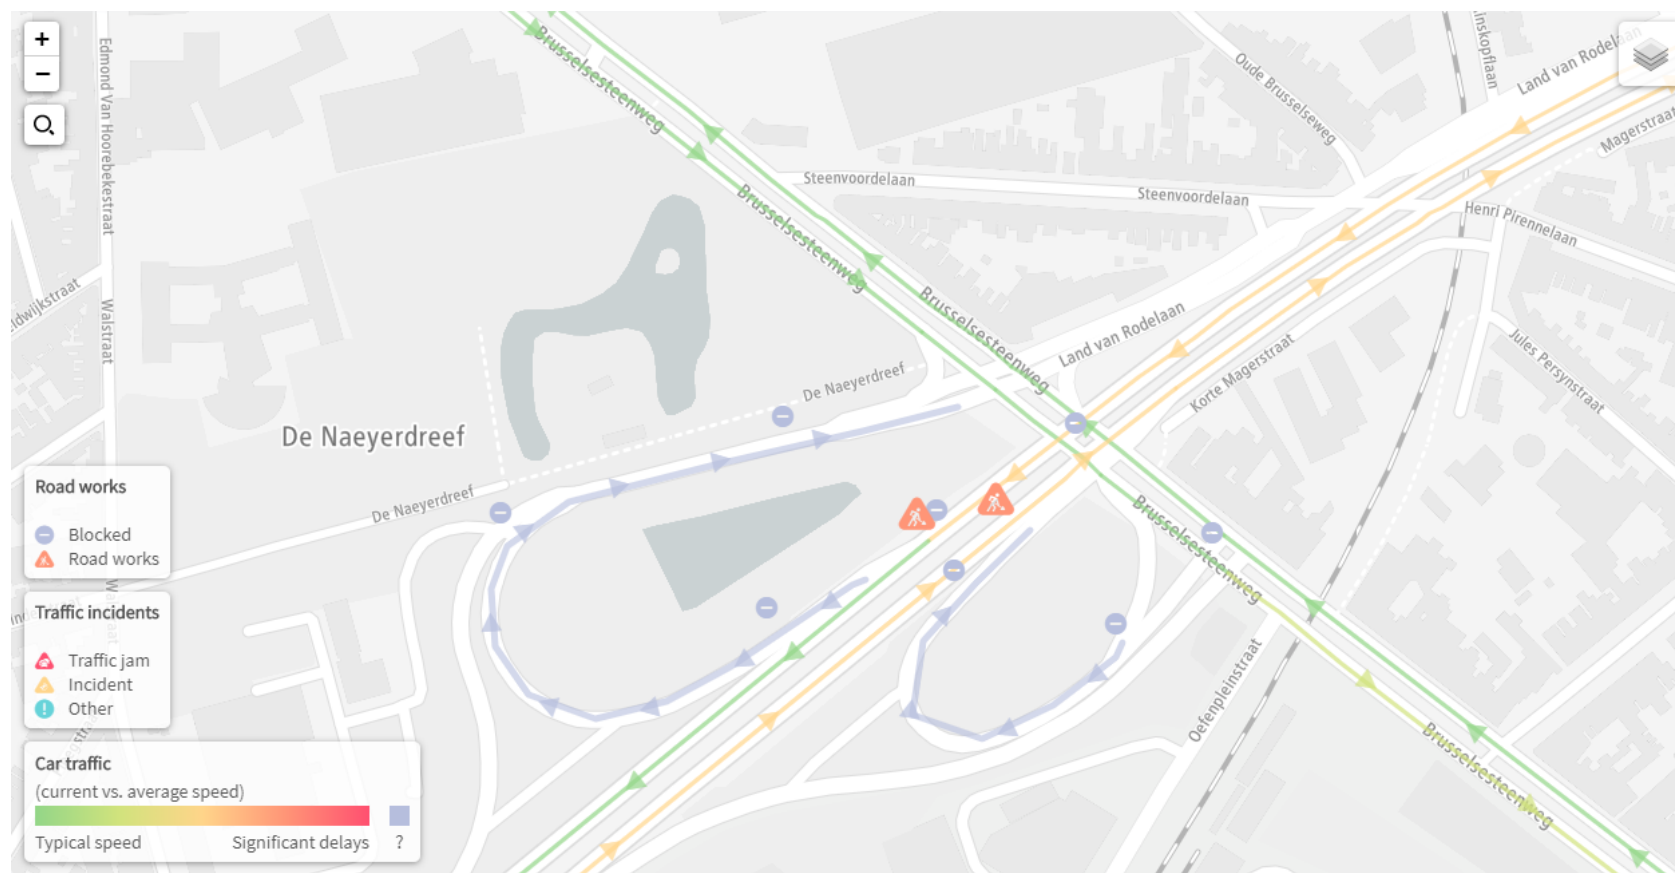 +
−
Edmond Van Hoorebekestraat
Brusselsesteenweg
Oude Brusselseweg
Land van Rodelaan
Magerstraat
Steenvoordelaan
Steenvoordelaan
Brusselsesteenweg
Henri Pirennelaan
Walstraat
Brusselsesteenweg
Land van Rodelaan
Jules Persynstraat
Korte Magerstraat
De Naeyerdreef
De Naeyerdreef
De Naeyerdreef
Brusselsesteenweg
Oefenpleinstraat
Brusselsesteenweg
Road works
Blocked
Road works
Traffic incidents
Traffic jam
Incident
Other
Car traffic
(current vs. average speed)
Typical speed
Significant delays
?